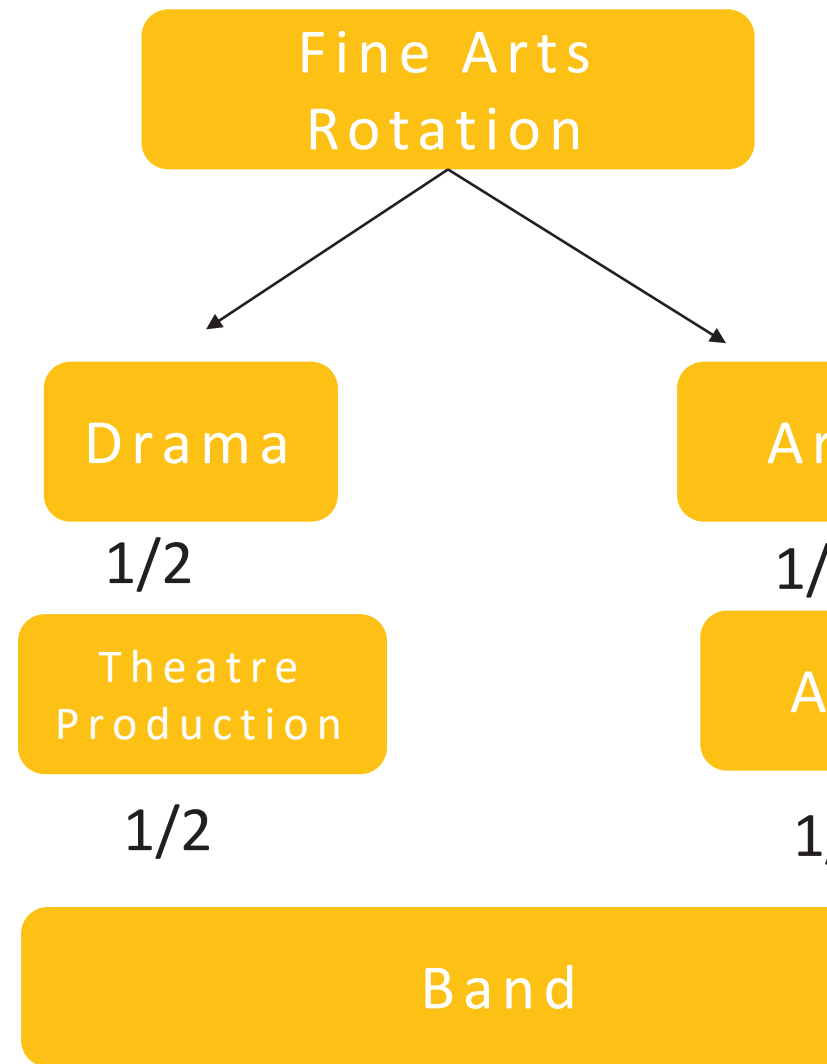 Fine Arts
Rotation
Drama
1/2
Theatre
Production
1/2
Band